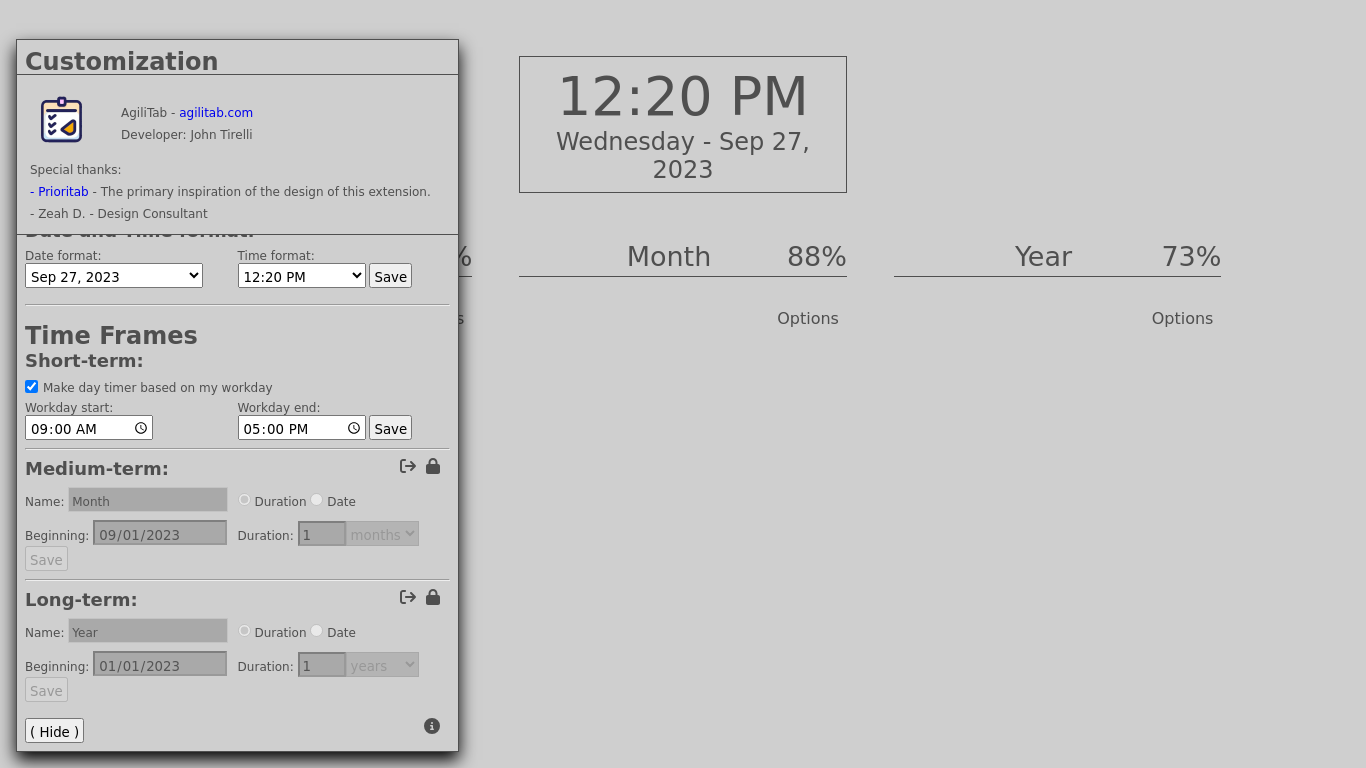 Customization
AgiliTab - agilitab.com
Developer: John Tirelli
Special thanks:
- Prioritab - The primary inspiration of the design of this extension.
- Zeah D. - Design Consultant
Date and Time format:
Date format:
Time format:
Sep 27, 2023
12:20 PM
Save
Time Frames
Short-term:
Make day timer based on my workday
Workday start:
Workday end:
09:00 AM
05:00 PM
Save
Medium-term:
Name: Month
Duration
Date
Beginning: 09/01/2023
Duration: 1 months
Save
Long-term:
Name: Year
Duration
Date
Beginning: 01/01/2023
Duration: 1 years
Save
( Hide )
12:20 PM
Wednesday - Sep 27,
2023
%
s
Month 88%
Options
Year 73%
Options